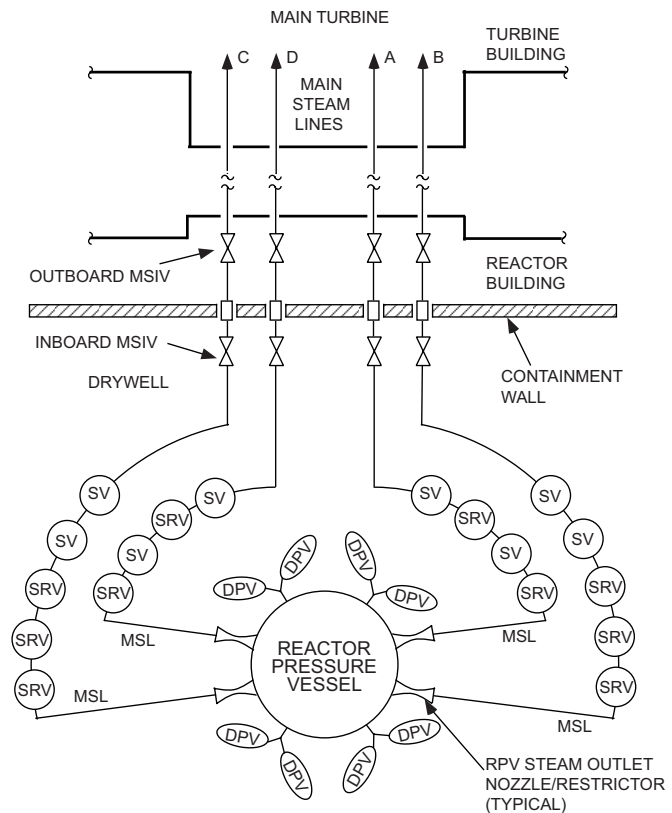 MAIN TURBINE
TURBINE
BUILDING
C
D
A
B
MAIN
STEAM
LINES
OUTBOARD MSIV
REACTOR
BUILDING
INBOARD MSIV
DRYWELL
CONTAINMENT
WALL
SV
SV
SV
SV
SV
SRV
SRV
SV
SV
SV
SRV
SRV
SRV
SRV
SRV
SRV
SRV
SRV
DPV
DPV
DPV
DPV
MSL
MSL
REACTOR
PRESSURE
VESSEL
MSL
MSL
DPV
DPV
DPV
DPV
RPV STEAM OUTLET
NOZZLE/RESTRICTOR
(TYPICAL)